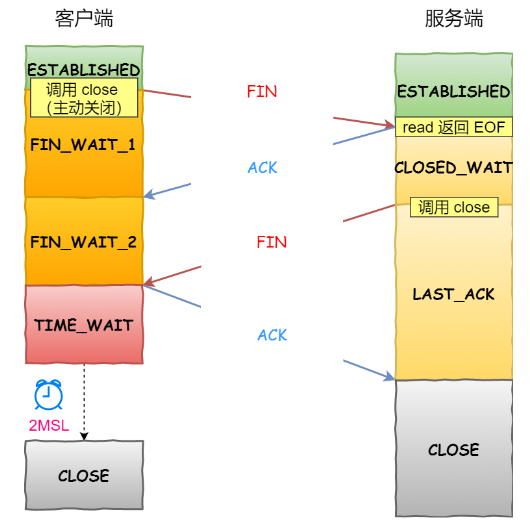 客户端
服务端
ESTABLISHED
调用 close
（主动关闭）
FIN
ESTABLISHED
read 返回 EOF
FIN_WAIT_1
ACK
CLOSED_WAIT
调用 close
FIN_WAIT_2
FIN
LAST_ACK
TIME_WAIT
ACK
2MSL
CLOSE
CLOSE